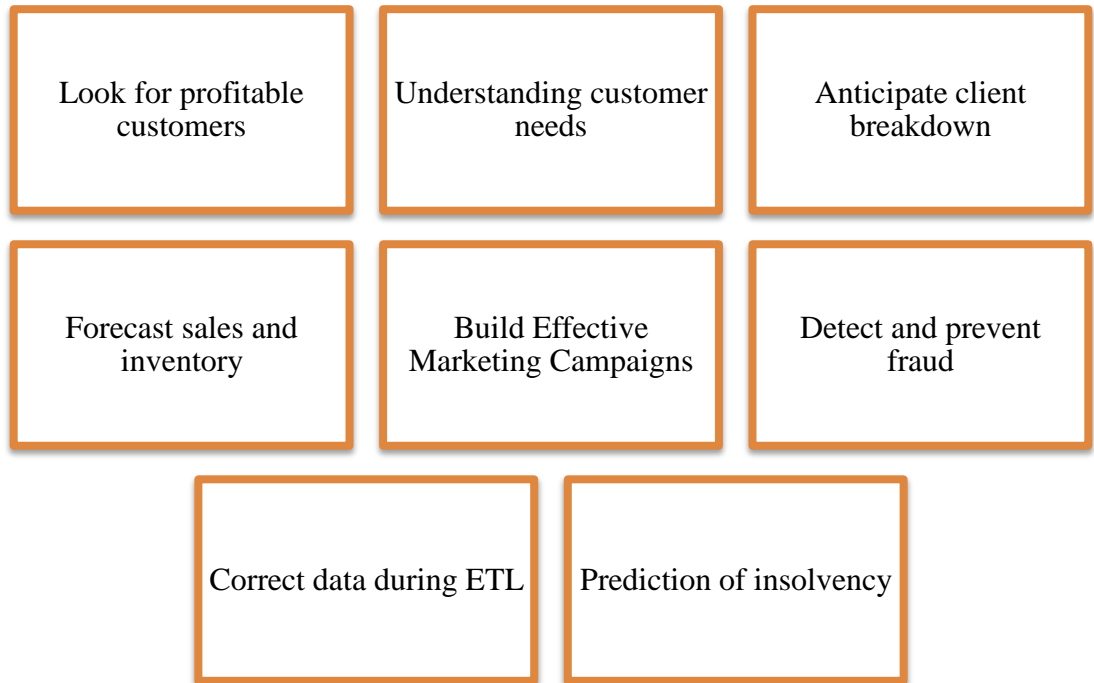 Look for profitable
customers
Understanding customer
needs
Anticipate client
breakdown
Forecast sales and
inventory
Build Effective
Marketing Campaigns
Detect and prevent
fraud
Correct data during ETL
Prediction of insolvency